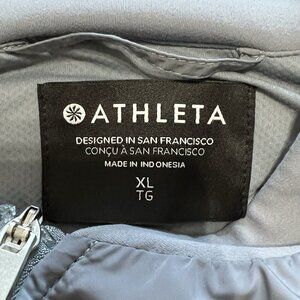 ATHLETA
DESIGNED IN SAN FRANCISCO
CONÇU À SAN FRANCISCO
MADE IN INDONESIA
XL
TG